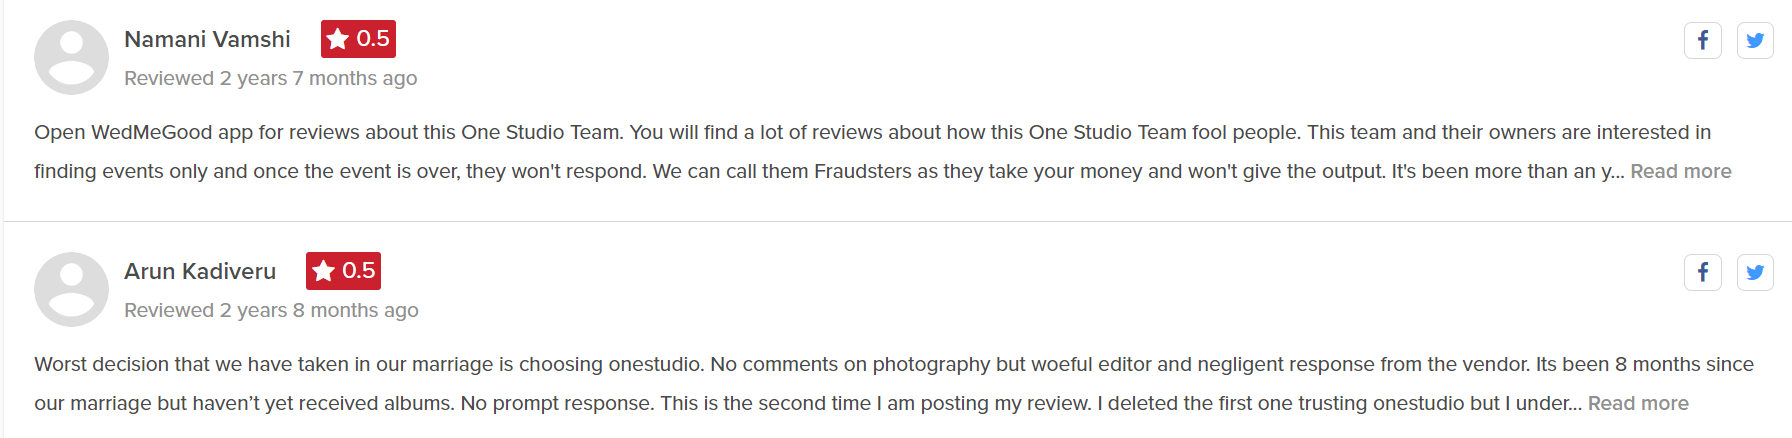 Namani Vamshi 0.5
Reviewed 2 years 7 months ago
Open WedMeGood app for reviews about this One Studio Team. You will find a lot of reviews about how this One Studio Team fool people. This team and their owners are interested in
finding events only and once the event is over, they won't respond. We can call them Fraudsters as they take your money and won't give the output. It's been more than an y... Read more
Arun Kadiveru 0.5
Reviewed 2 years 8 months ago
Worst decision that we have taken in our marriage is choosing onestudio. No comments on photography but woeful editor and negligent response from the vendor. Its been 8 months since
our marriage but haven’t yet received albums. No prompt response. This is the second time I am posting my review. I deleted the first one trusting onestudio but I under... Read more